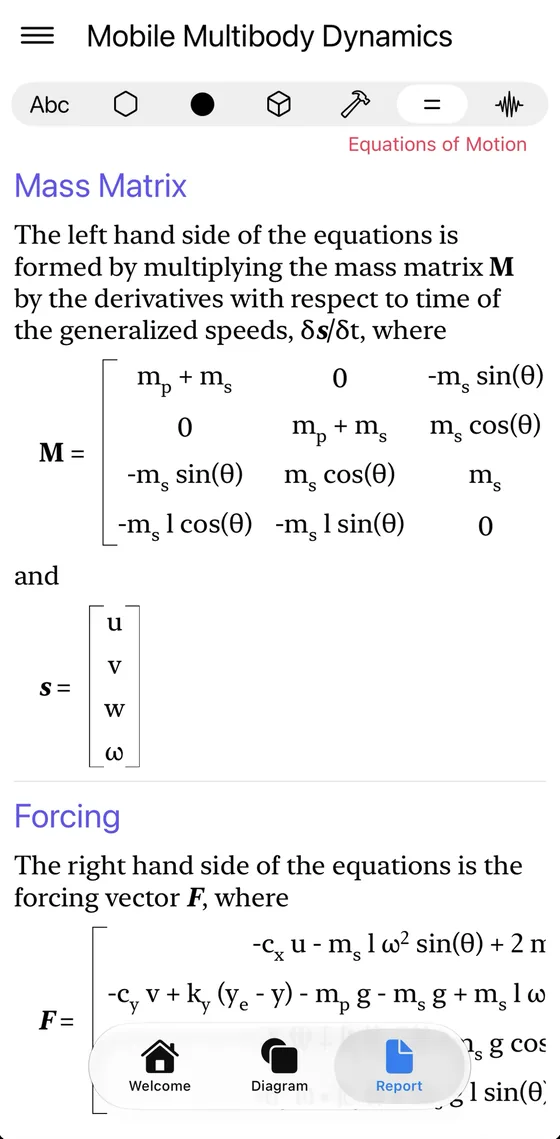 Mobile Multibody Dynamics
Abc
=
Equations of Motion
Mass Matrix
The left hand side of the equations is
formed by multiplying the mass matrix M
by the derivatives with respect to time of
the generalized speeds, δs/δt, where
M =
mₚ + mₛ 0 -mₛ sin(θ)
0 mₚ + mₛ mₛ cos(θ)
-mₛ sin(θ) mₛ cos(θ) mₛ
-mₛ l cos(θ) -mₛ l sin(θ) 0
and
s =
u
v
w
ω
Forcing
The right hand side of the equations is the
forcing vector F, where
F =
-cₓ u - mₛ l ω² sin(θ) + 2
-c_y v + k_y (yₑ - y) - mₚ g - mₛ g + mₛ l ω
g cos
g l sin(θ)
Welcome
Diagram
Report